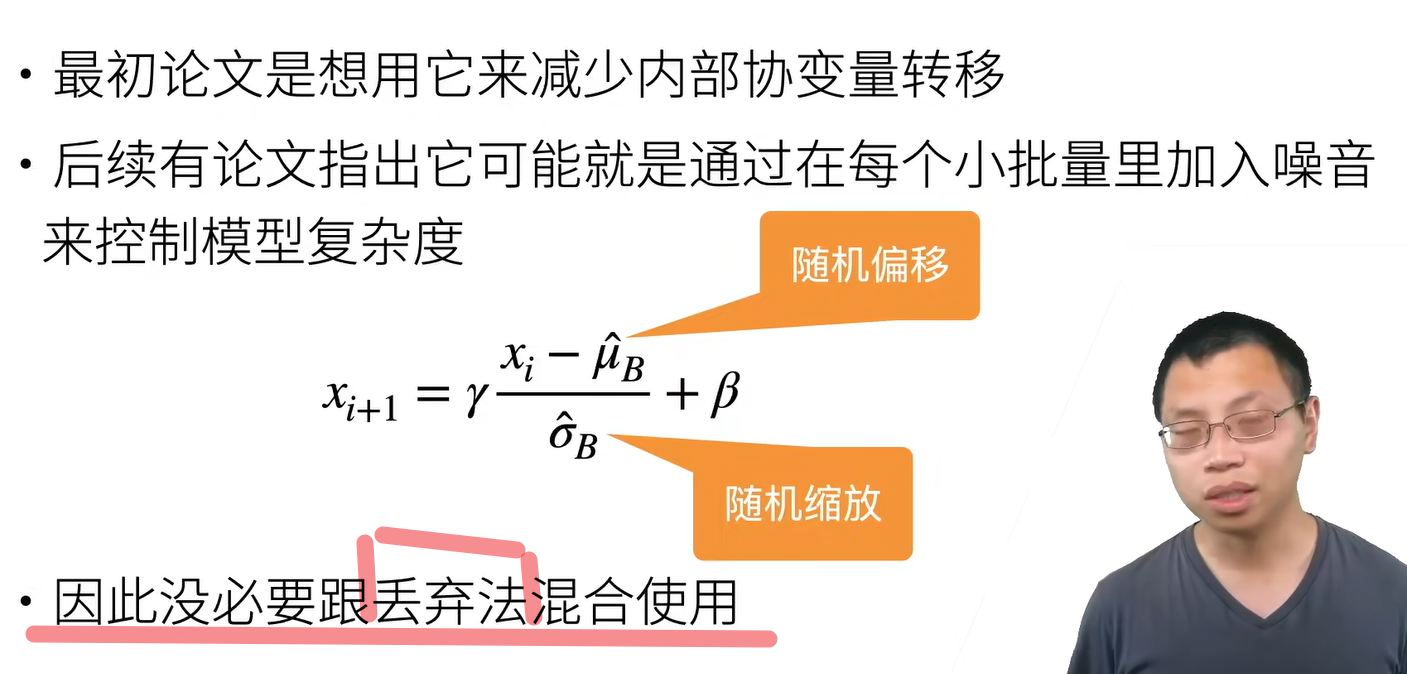 • 最初论文是想用它来减少内部协变量转移
• 后续有论文指出它可能就是通过在每个小批量里加入噪音
来控制模型复杂度
随机偏移
x_{i+1} = γ \frac{x_i − \hat{μ}_B}{\hat{σ}_B} + β
随机缩放
• 因此没必要跟丢弃法混合使用